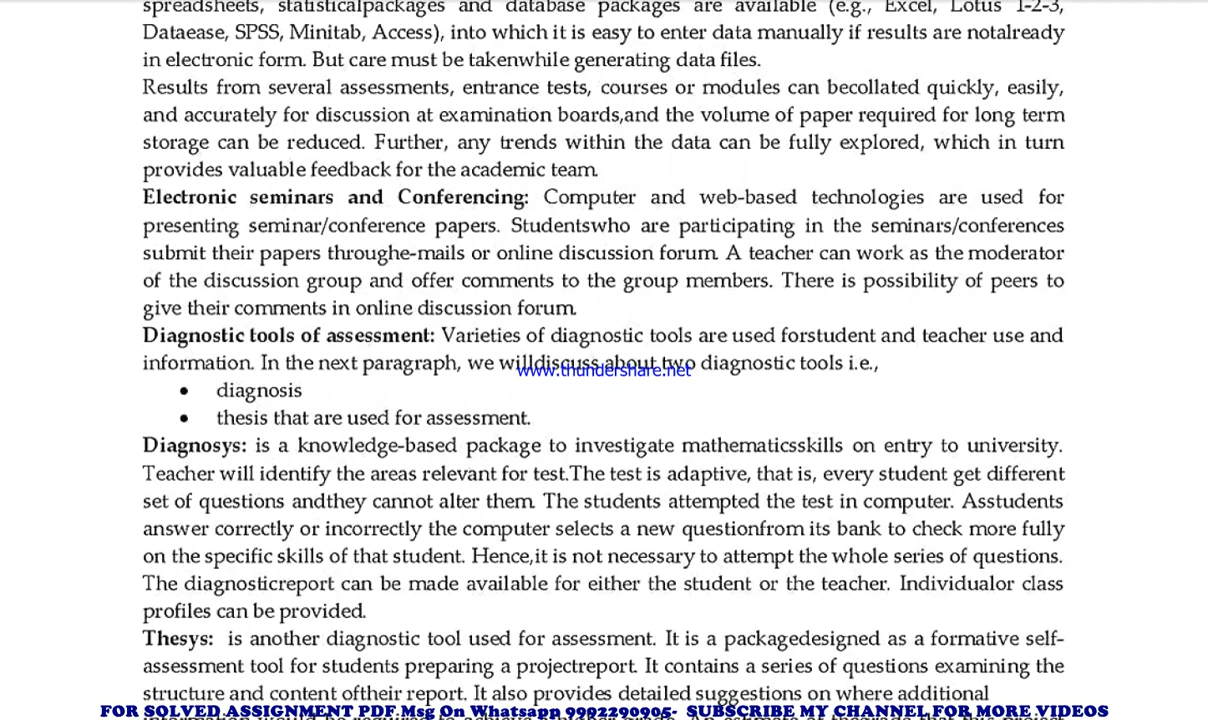 spreadsheets, statisticalpackages and database packages are available (e.g., Excel, Lotus 1-2-3,
Dataease, SPSS, Minitab, Access), into which it is easy to enter data manually if results are notalready
in electronic form. But care must be takenwhile generating data files.
Results from several assessments, entrance tests, courses or modules can becollated quickly, easily,
and accurately for discussion at examination boards,and the volume of paper required for long term
storage can be reduced. Further, any trends within the data can be fully explored, which in turn
provides valuable feedback for the academic team.
Electronic seminars and Conferencing: Computer and web-based technologies are used for
presenting seminar/conference papers. Studentswho are participating in the seminars/conferences
submit their papers throughe-mails or online discussion forum. A teacher can work as the moderator
of the discussion group and offer comments to the group members. There is possibility of peers to
give their comments in online discussion forum.
Diagnostic tools of assessment: Varieties of diagnostic tools are used forstudent and teacher use and
information. In the next paragraph, we willdiscuss about two diagnostic tools i.e.,
www.thundershare.net
• diagnosis
• thesis that are used for assessment.
Diagnosys: is a knowledge-based package to investigate mathematicsskills on entry to university.
Teacher will identify the areas relevant for test.The test is adaptive, that is, every student get different
set of questions andthey cannot alter them. The students attempted the test in computer. Asstudents
answer correctly or incorrectly the computer selects a new questionfrom its bank to check more fully
on the specific skills of that student. Hence,it is not necessary to attempt the whole series of questions.
The diagnosticreport can be made available for either the student or the teacher. Individualor class
profiles can be provided.
Thesys: is another diagnostic tool used for assessment. It is a packagedesigned as a formative self-
assessment tool for students preparing a projectreport. It contains a series of questions examining the
structure and content oftheir report. It also provides detailed suggestions on where additional
FOR SOLVED ASSIGNMENT PDF.Msg On Whatsapp 9992290905- SUBSCRIBE MY CHANNEL FOR MORE VIDEOS